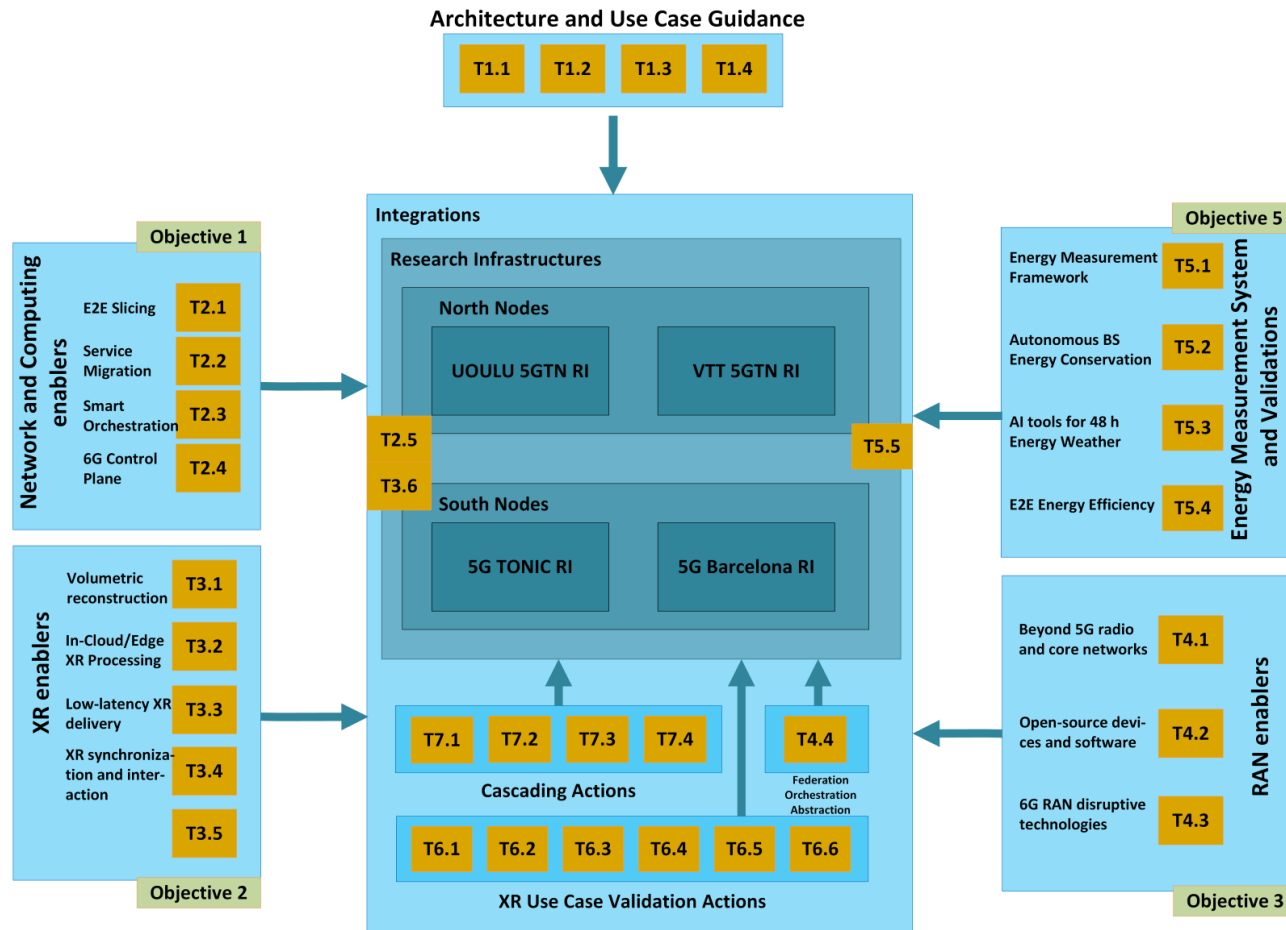 Architecture and Use Case Guidance
T1.1
T1.2
T1.3
T1.4
Objective 1
Network and Computing
enablers
E2E Slicing
T2.1
Service
Migration
T2.2
Smart
Orchestration
T2.3
6G Control
Plane
T2.4
XR enablers
Volumetric
reconstruction
T3.1
In-Cloud/Edge
XR Processing
T3.2
Low-latency XR
delivery
T3.3
XR synchroniza-
tion and inter-
action
T3.4
T3.5
Objective 2
Integrations
Research Infrastructures
North Nodes
UOULU 5GTN RI
VTT 5GTN RI
T2.5
T3.6
T5.5
South Nodes
5G TONIC RI
5G Barcelona RI
T7.1
T7.2
T7.3
T7.4
Cascading Actions
T4.4
Federation
Orchestration
Abstraction
T6.1
T6.2
T6.3
T6.4
T6.5
T6.6
XR Use Case Validation Actions
Objective 5
Energy Measurement
Framework
T5.1
Autonomous BS
Energy Conservation
T5.2
AI tools for 48 h
Energy Weather
T5.3
E2E Energy Efficiency
T5.4
Energy Measurement System
and Validations
Beyond 5G radio
and core networks
T4.1
Open-source devi-
ces and software
T4.2
6G RAN disruptive
technologies
T4.3
RAN enablers
Objective 3